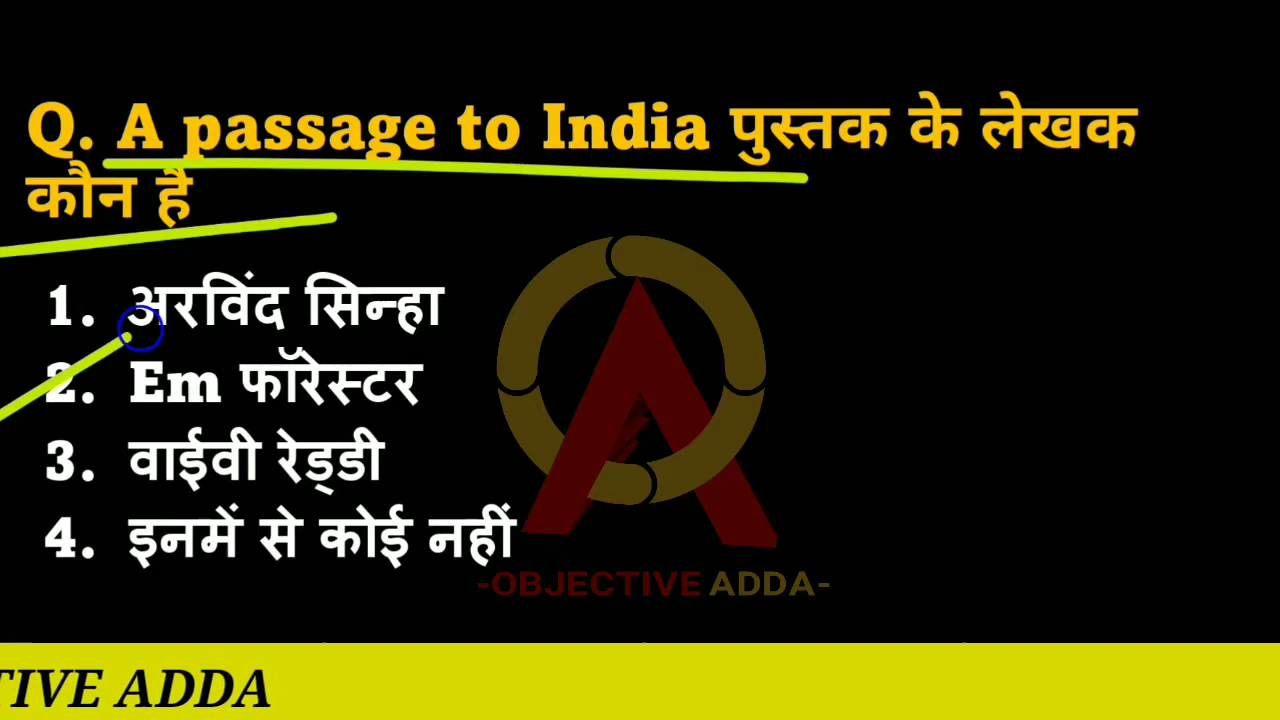 Q. A passage to India पुस्तक के लेखक
कौन है
1. अरविंद सिन्हा
2. Em फॉरेस्टर
3. वाईवी रेड्डी
4. इनमें से कोई नहीं
-OBJECTIVE ADDA-
TIVE ADDA